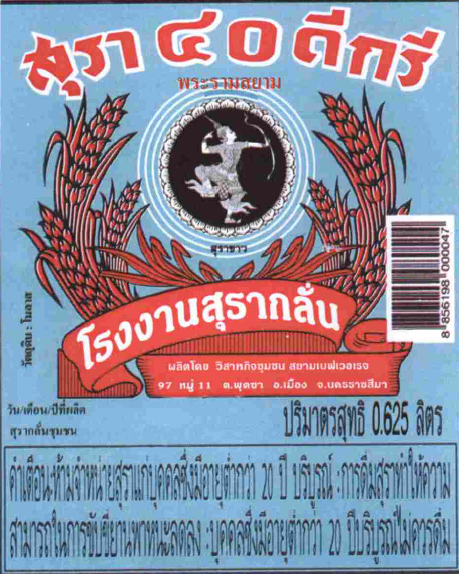 สุรา ๔๐ ดีกรี
พระรามสยาม
สุราขาว
วัตถุดิบ : โมลาส
8 856198 000047
โรงงานสุรากลั่น
ผลิตโดย วิสาหกิจชุมชน สยามเบฟเวอเรจ
97 หมู่ 11 ต.พุดซา อ.เมือง จ.นครราชสีมา
วัน/เดือน/ปีที่ผลิต
สุรากลั่นชุมชน
ปริมาตรสุทธิ 0.625 ลิตร
คำเตือน:ห้ามจำหน่ายสุราแก่บุคคลซึ่งมีอายุต่ำกว่า 20 ปี บริบูรณ์ :การดื่มสุราทำให้ความ
สามารถในการขับขี่ยานพาหนะลดลง :บุคคลซึ่งมีอายุต่ำกว่า 20 ปีบริบูรณ์ไม่ควรดื่ม